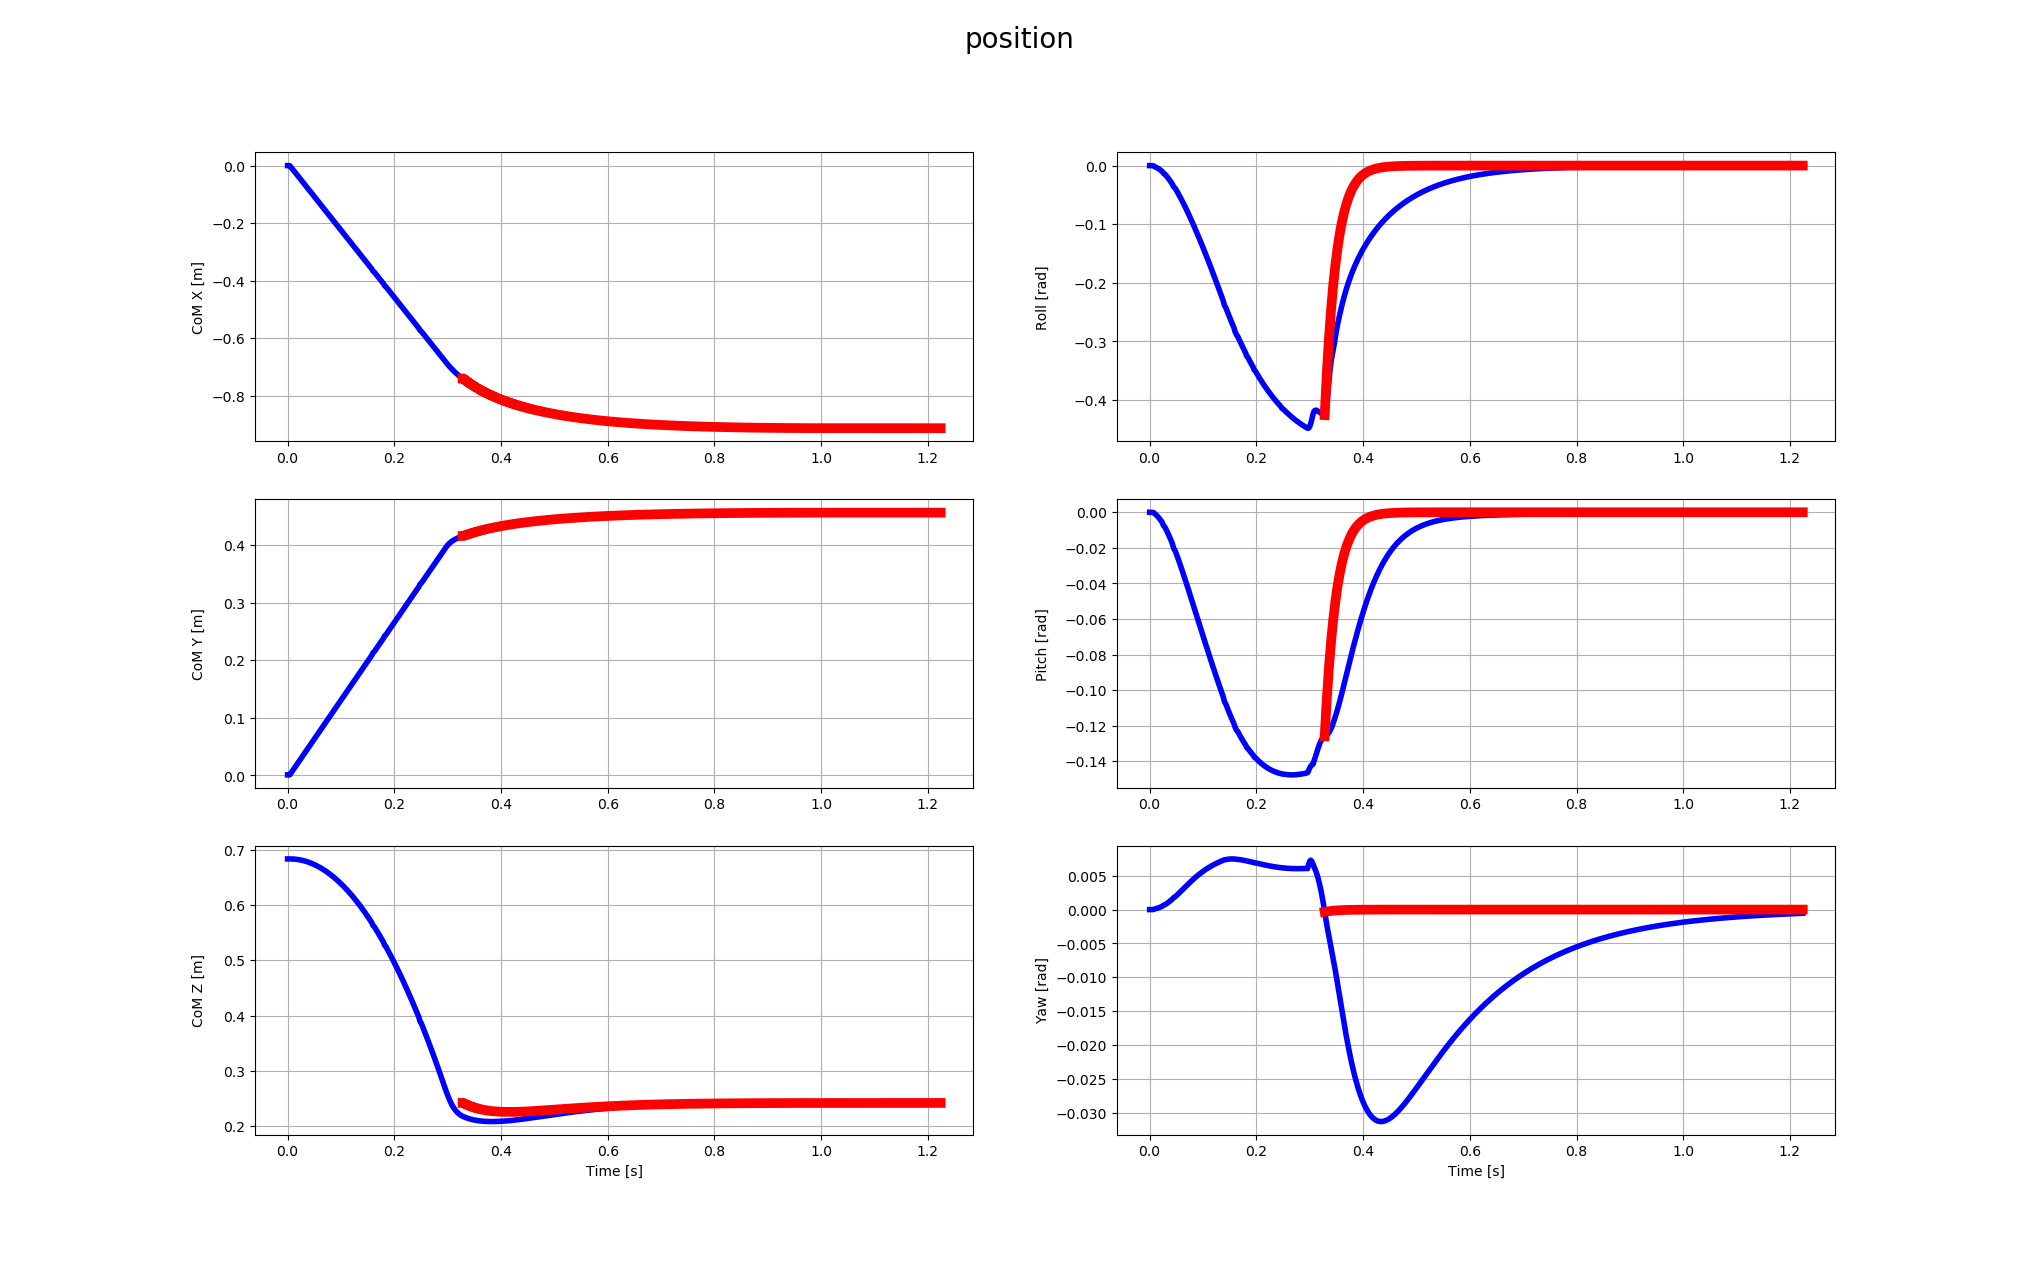 position
CoM X [m]
0.0
−0.2
−0.4
−0.6
−0.8
0.0 0.2 0.4 0.6 0.8 1.0 1.2
Roll [rad]
0.0
−0.1
−0.2
−0.3
−0.4
0.0 0.2 0.4 0.6 0.8 1.0 1.2
CoM Y [m]
0.4
0.3
0.2
0.1
0.0
0.0 0.2 0.4 0.6 0.8 1.0 1.2
Pitch [rad]
0.00
−0.02
−0.04
−0.06
−0.08
−0.10
−0.12
−0.14
0.0 0.2 0.4 0.6 0.8 1.0 1.2
CoM Z [m]
0.7
0.6
0.5
0.4
0.3
0.2
0.0 0.2 0.4 0.6 0.8 1.0 1.2
Time [s]
Yaw [rad]
0.005
0.000
−0.005
−0.010
−0.015
−0.020
−0.025
−0.030
0.0 0.2 0.4 0.6 0.8 1.0 1.2
Time [s]